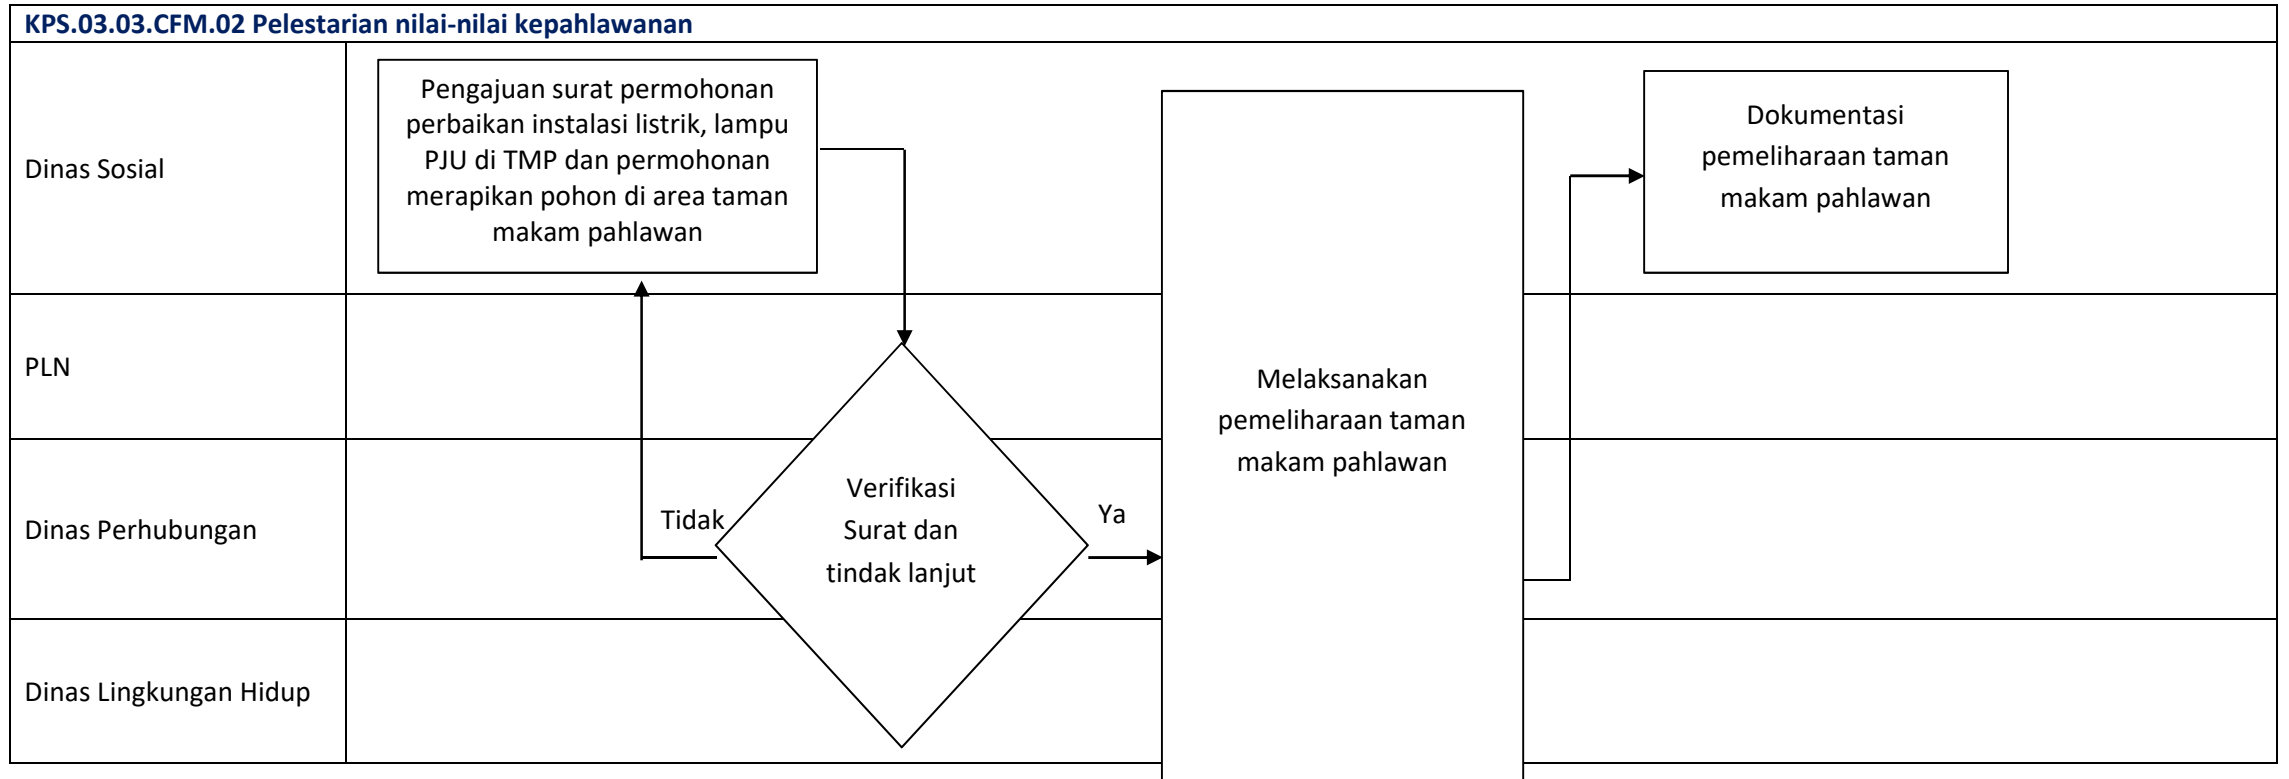 KPS.03.03.CFM.02 Pelestarian nilai-nilai kepahlawanan
Dinas Sosial
Pengajuan surat permohonan
perbaikan instalasi listrik, lampu
PJU di TMP dan permohonan
merapikan pohon di area taman
makam pahlawan
Dokumentasi
pemeliharaan taman
makam pahlawan
PLN
Melaksanakan
pemeliharaan taman
makam pahlawan
Dinas Perhubungan
Tidak
Verifikasi
Surat dan
tindak lanjut
Ya
Dinas Lingkungan Hidup